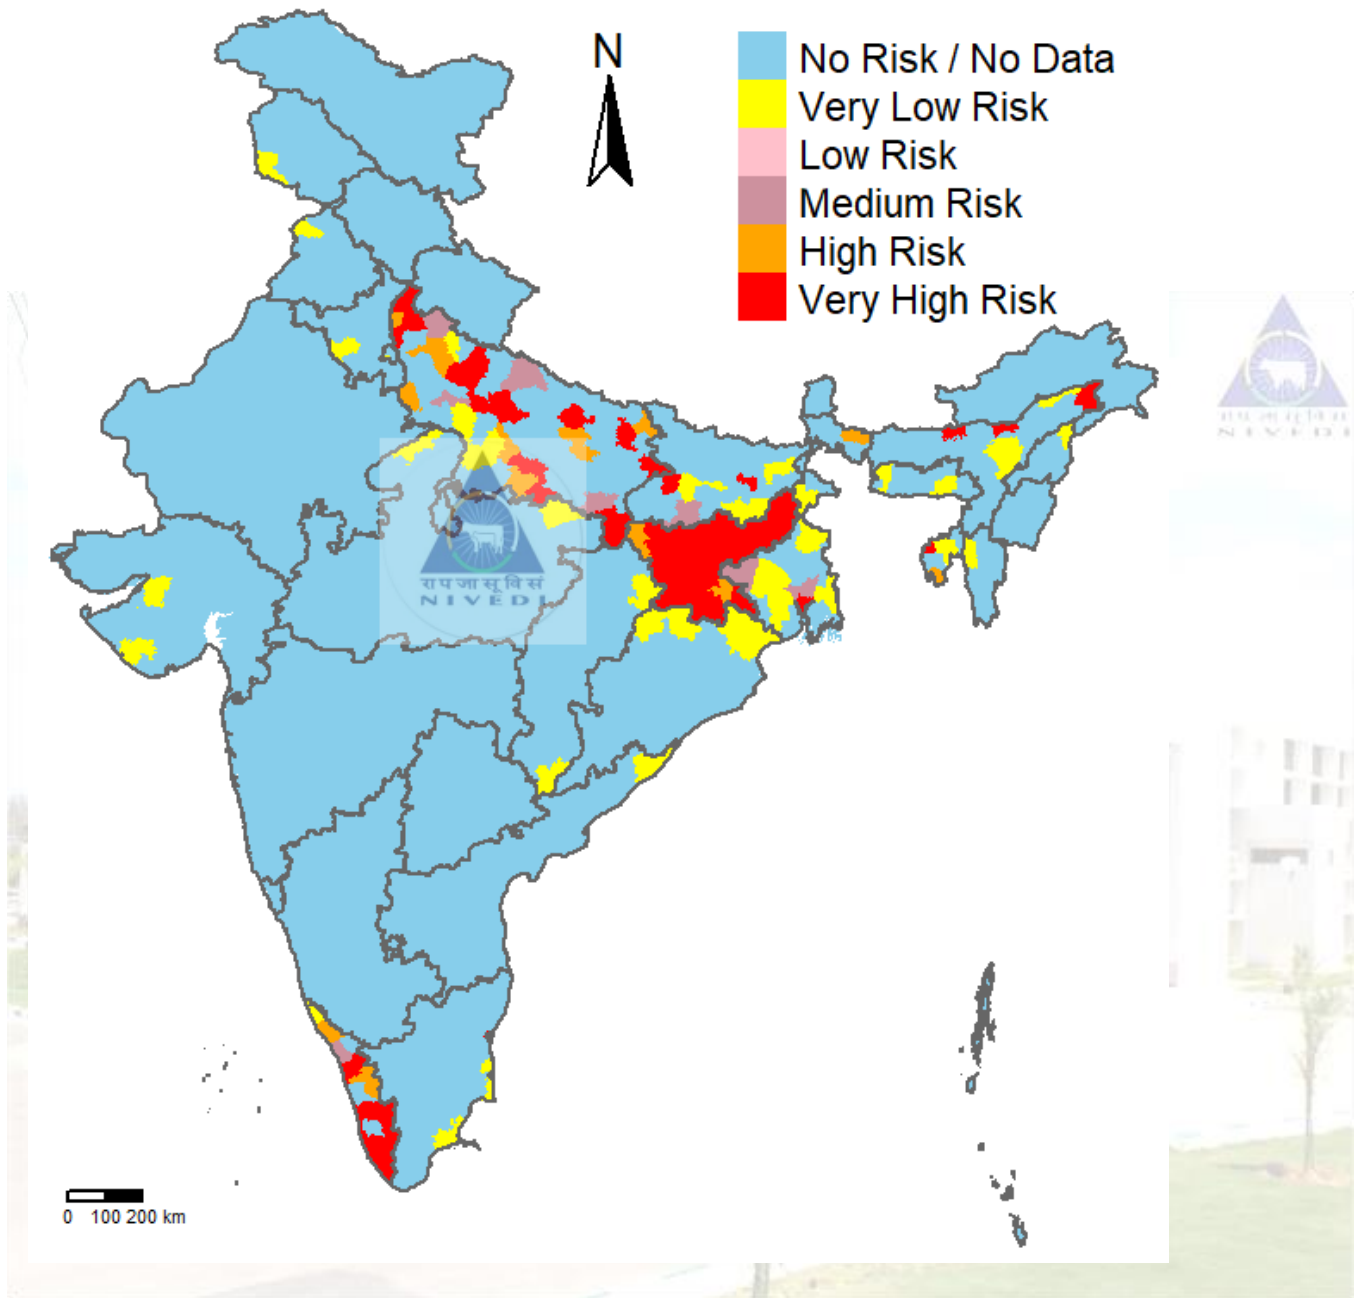 N
No Risk / No Data
Very Low Risk
Low Risk
Medium Risk
High Risk
Very High Risk
राप जा सू वि सं
NIVEDI
राप जा सू वि सं
NIVEDI
0 100 200 km